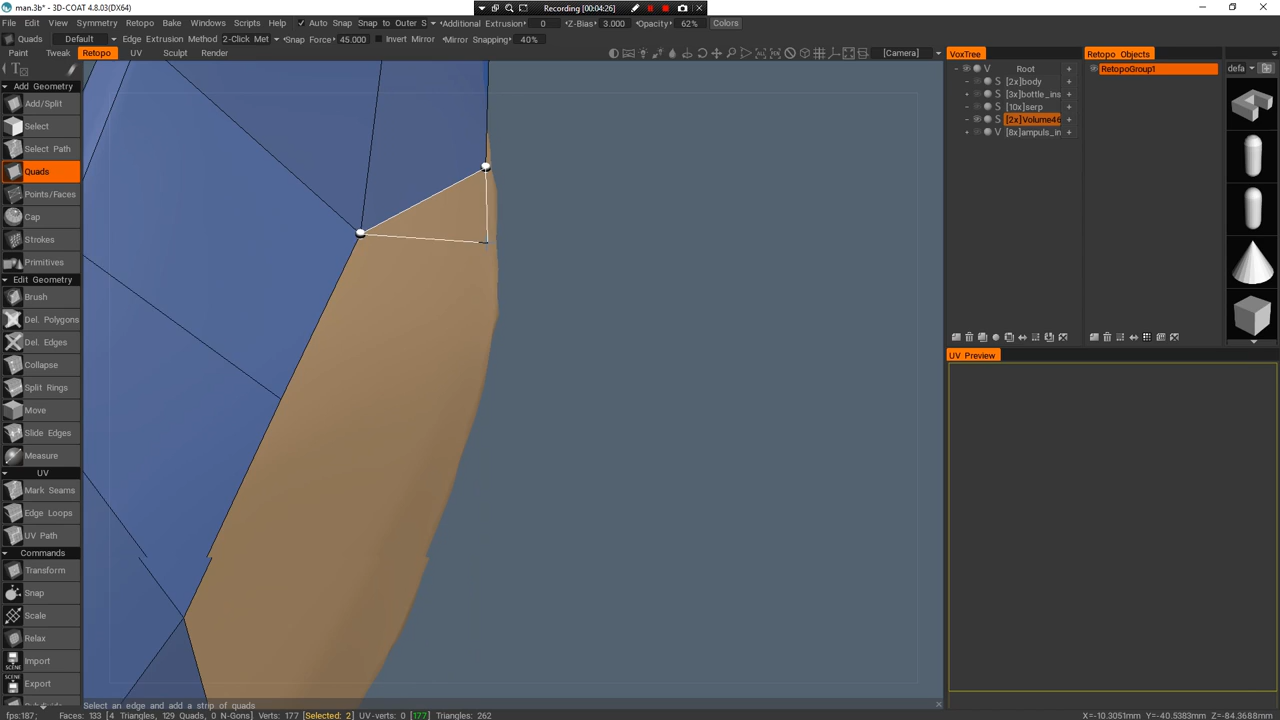 man.3b* - 3D-COAT 4.8.03(DX64)
Recording [00:04:26]
File Edit View Symmetry Retopo Bake Windows Scripts Help Auto Snap Snap to Outer S Additional Extrusion 0 Z-Bias 3.000 Opacity 62% Colors
Quads Default Edge Extrusion Method 2-Click Met Snap Force 45.000 Invert Mirror Mirror Snapping 40%
Paint Tweak Retopo UV Sculpt Render [Camera]
VoxTree
Retopo Objects
Add Geometry
Add/Split
Select
Select Path
Quads
Points/Faces
Cap
Strokes
Primitives
Edit Geometry
Brush
Del. Polygons
Del. Edges
Collapse
Split Rings
Move
Slide Edges
Measure
UV
Mark Seams
Edge Loops
UV Path
Commands
Transform
Snap
Scale
Relax
SCENE
Import
SCENE
Export
V Root +
S [2x]body +
S [3x]bottle_ins +
S [10x]serp +
S [2x]Volume46 +
V [8x]ampuls_in +
RetopoGroup1
defa
UV Preview
Select an edge and add a strip of quads
fps:187; Faces: 133 [4 Triangles, 129 Quads, 0 N-Gons] Verts: 177 [Selected: 2] UV-verts: 0 [177] Triangles: 262
X=-10.3051mm Y=-40.5383mm Z=-84.3688mm